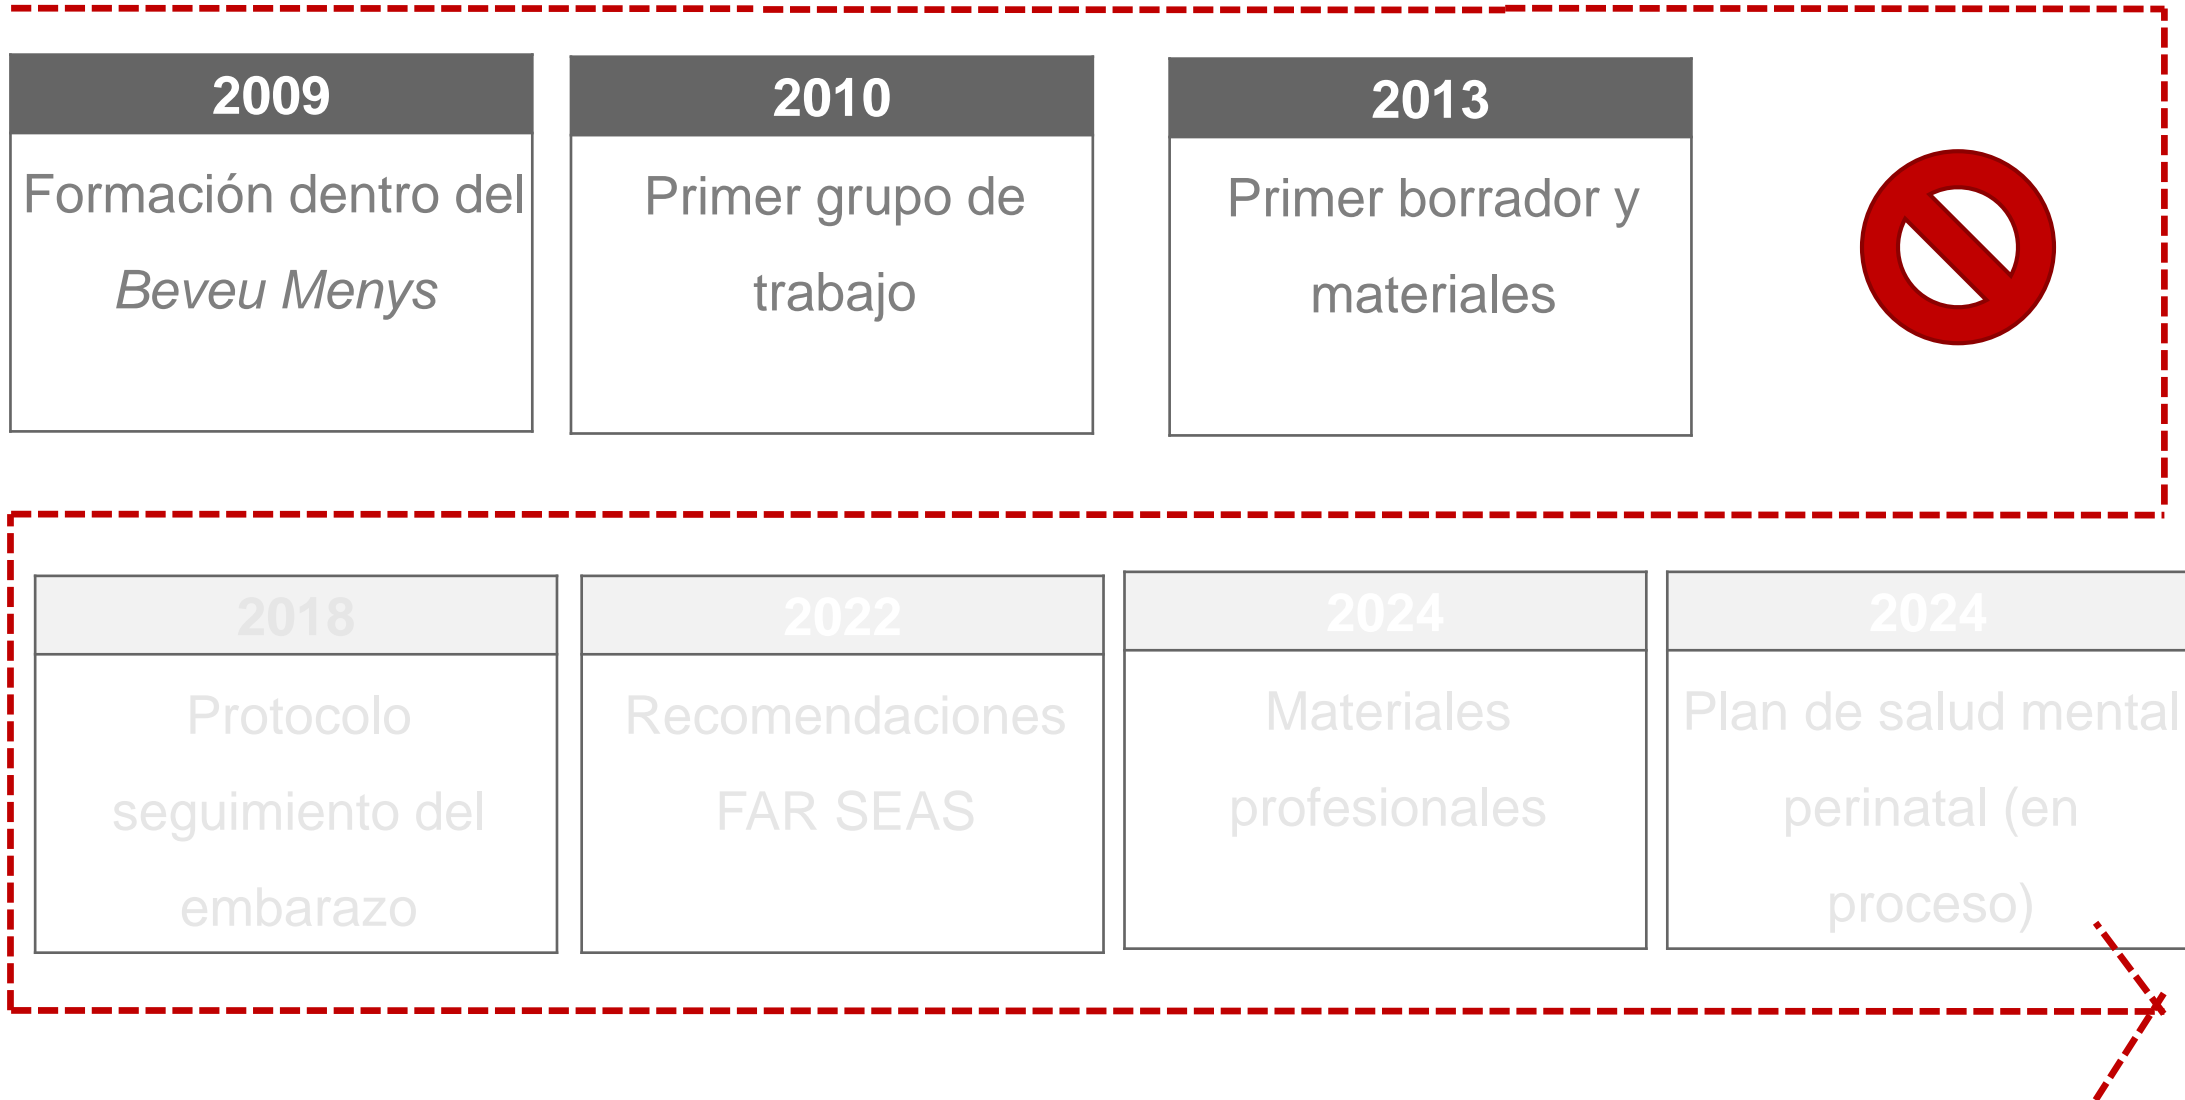 2009
Formación dentro del
Beveu Menys
2010
Primer grupo de
trabajo
2013
Primer borrador y
materiales
2018
Protocolo
seguimiento del
embarazo
2022
Recomendaciones
FAR SEAS
2024
Materiales
profesionales
2024
Plan de salud mental
perinatal (en
proceso)